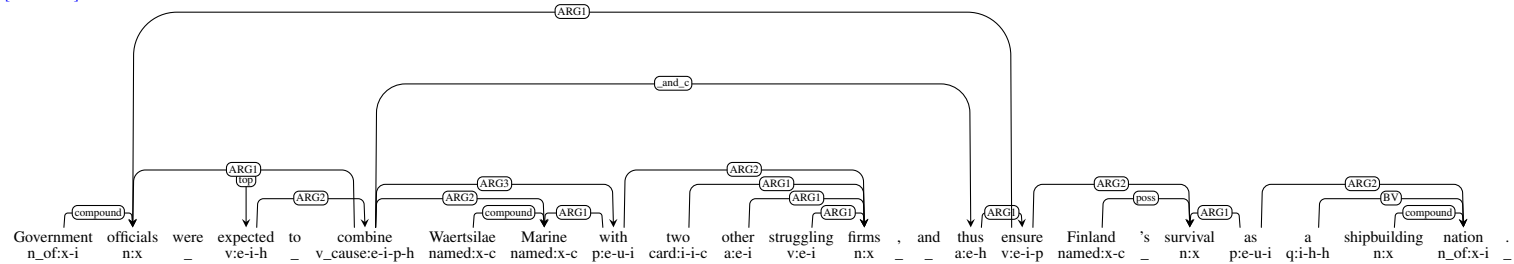 ARG1
_and_c
ARG1 ARG2
top ARG3 ARG1 ARG2 ARG2
ARG2 ARG2 ARG1 poss BV
compound compound ARG1 ARG1 ARG1 ARG1 compound
Government officials were expected to combine Waertsilae Marine with two other struggling firms , and thus ensure Finland 's survival as a shipbuilding nation .
n_of:x-i n:x _ v:e-i-h _ v_cause:e-i-p-h named:x-c named:x-c p:e-u-i card:i-i-c a:e-i v:e-i n:x _ _ a:e-h v:e-i-p named:x-c _ n:x p:e-u-i q:i-h-h n:x n_of:x-i _